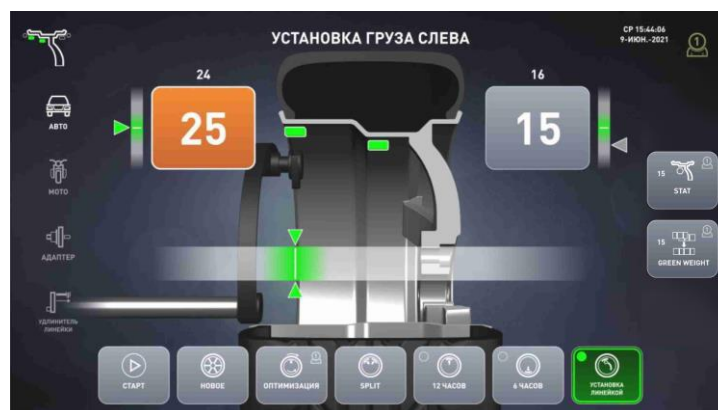 УСТАНОВКА ГРУЗА СЛЕВА
СР 15:44:06
9-ИЮН.-2021
1
24
16
25
15
АВТО
МОТО
АДАПТЕР
УДЛИНИТЕЛЬ
ЛИНЕЙКИ
15
STAT
15
GREEN WEIGHT
СТАРТ
НОВОЕ
ОПТИМИЗАЦИЯ
SPLIT
12 ЧАСОВ
6 ЧАСОВ
УСТАНОВКА
ЛИНЕЙКОЙ